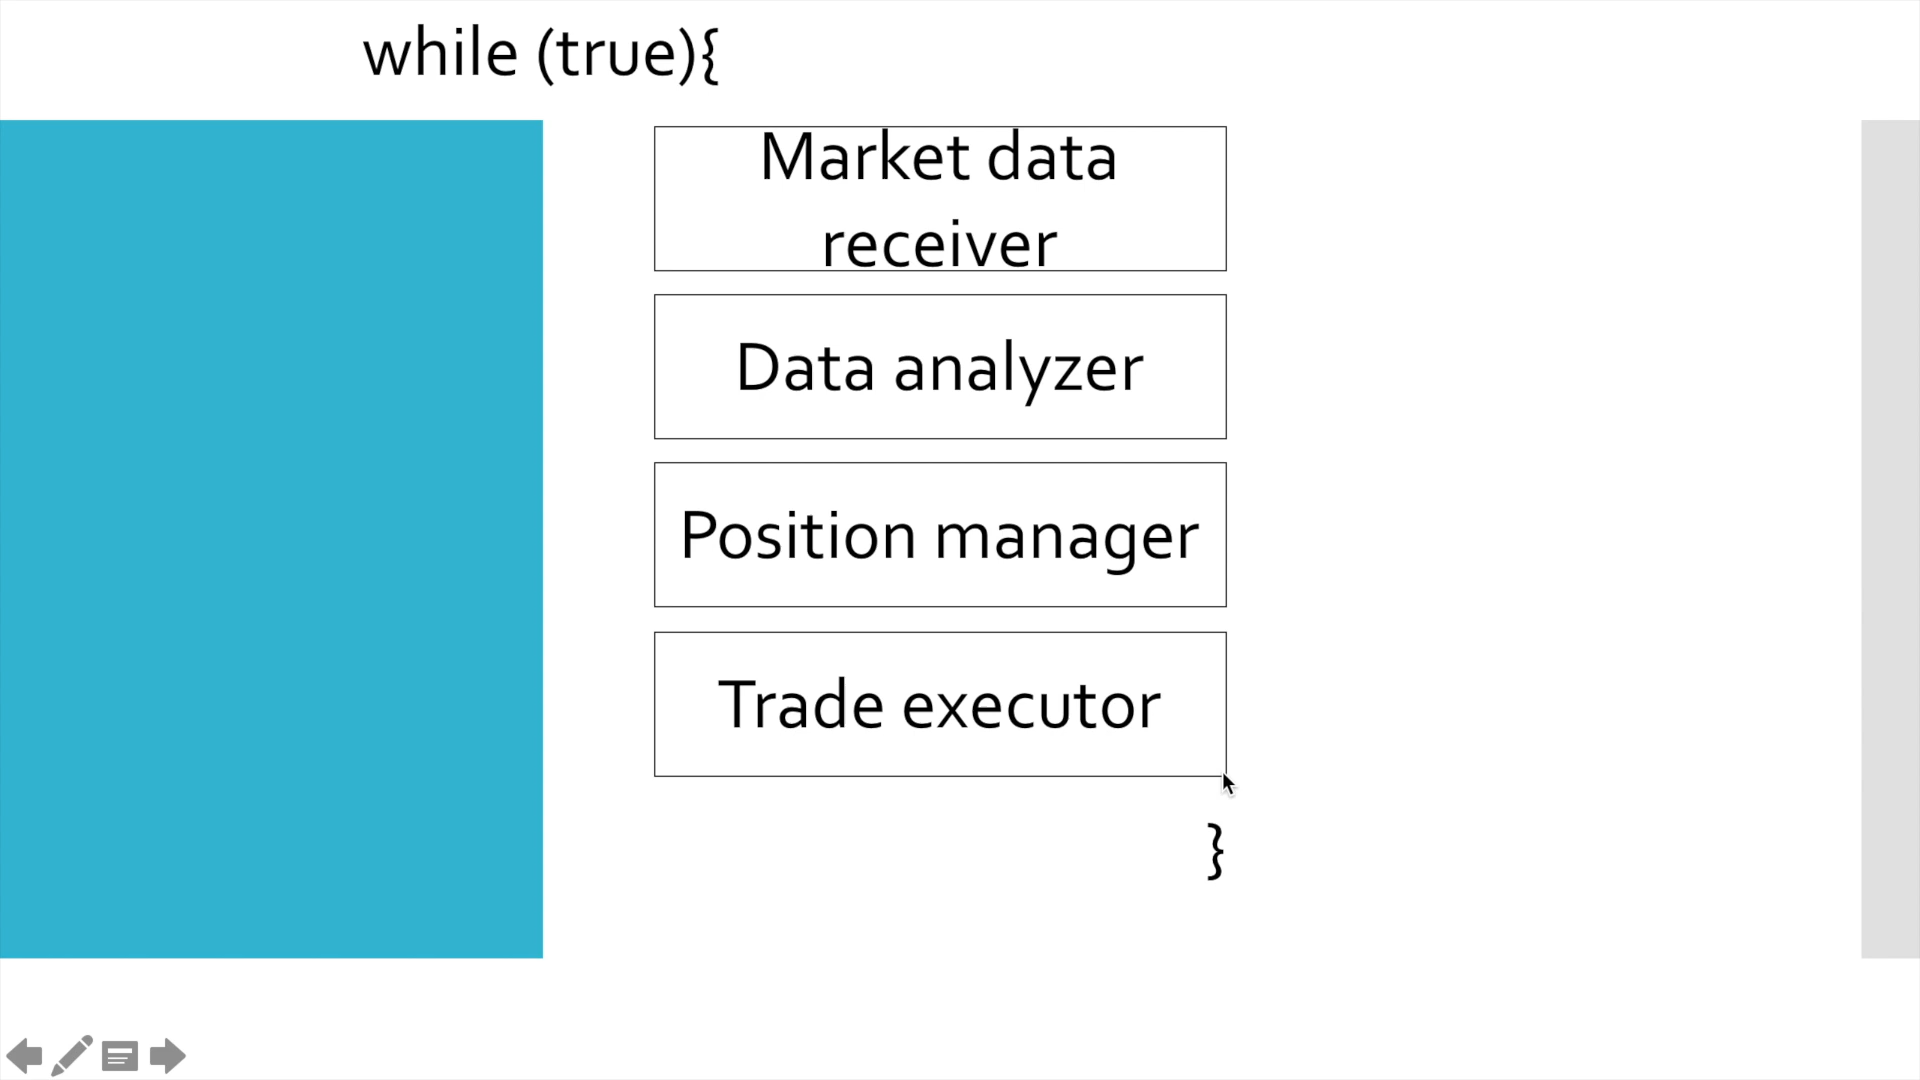 while (true){
Market data
receiver
Data analyzer
Position manager
Trade executor
}